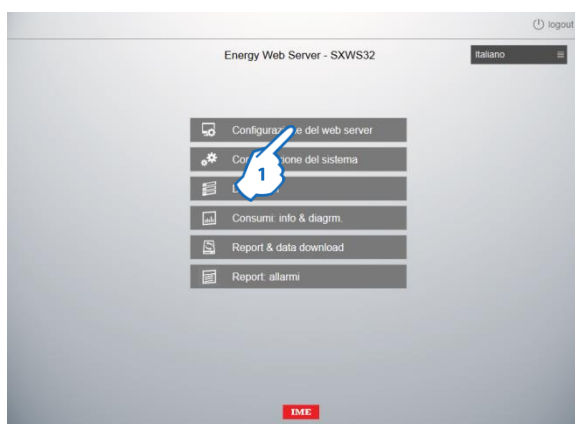 logout
Energy Web Server - SXWS32
Italiano
Configurazione del web server
del sistema
1
Consumi: info & diagrm.
Report & data download
Report: allarmi
IME